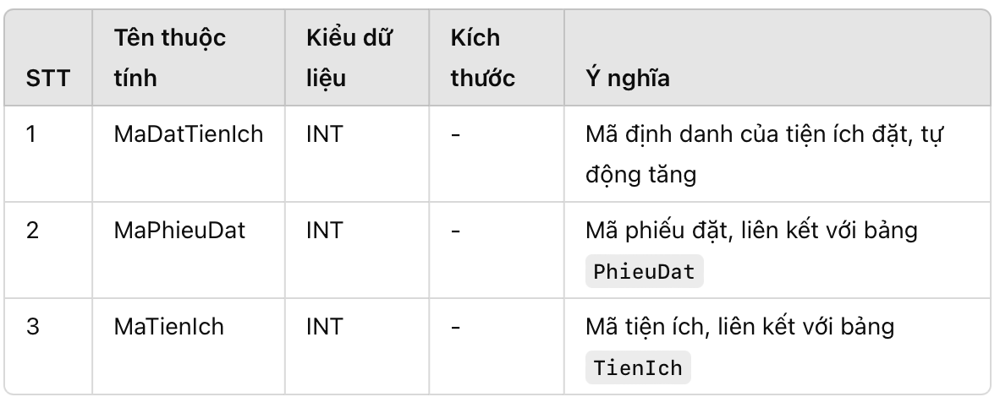 STT Tên thuộc tính Kiểu dữ liệu Kích thước Ý nghĩa
1 MaDatTienIch INT - Mã định danh của tiện ích đặt, tự
động tăng
2 MaPhieuDat INT - Mã phiếu đặt, liên kết với bảng
PhieuDat
3 MaTienIch INT - Mã tiện ích, liên kết với bảng
TienIch